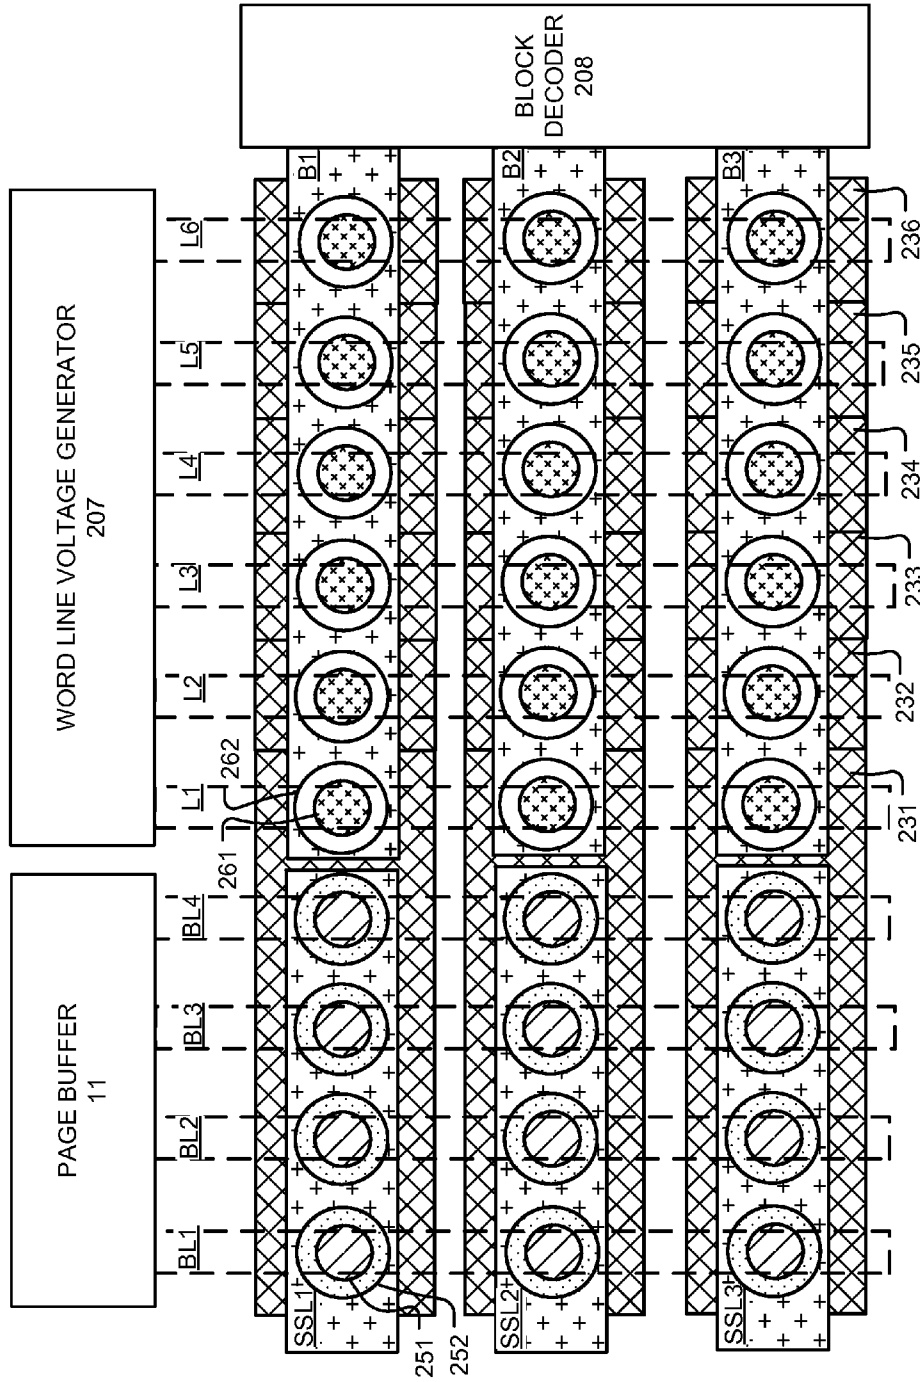 PAGE BUFFER
11
WORD LINE VOLTAGE GENERATOR
207
BLOCK
DECODER
208
BL1
BL2
BL3
BL4
L1
L2
L3
L4
L5
L6
261
262
SSL1
B1
251
252
SSL2
B2
SSL3
B3
231
232
233
234
235
236